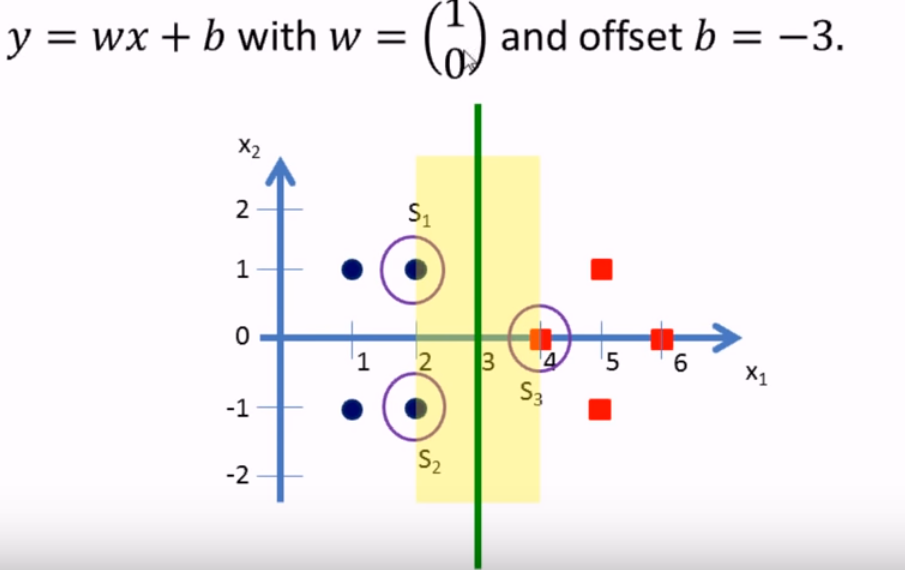 y = wx + b with w = (1 0) and offset b = −3.
x₂
2
S₁
1
0
1 2 3 4 5 6
x₁
S₃
-1
S₂
-2